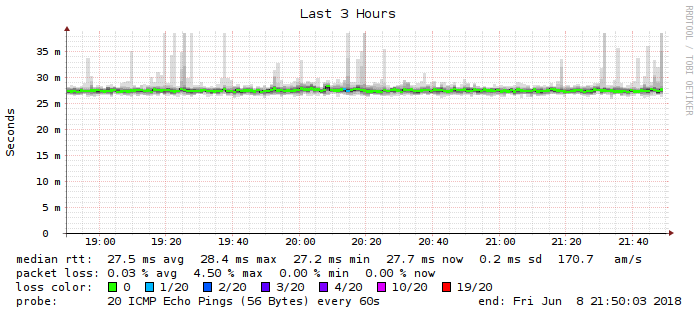 Last 3 Hours
RRDTOOL / TOBI OETIKER
Seconds
35 m
30 m
25 m
20 m
15 m
10 m
5 m
0
19:00 19:20 19:40 20:00 20:20 20:40 21:00 21:20 21:40
median rtt: 27.5 ms avg 28.4 ms max 27.2 ms min 27.7 ms now 0.2 ms sd 170.7 am/s
packet loss: 0.03 % avg 4.50 % max 0.00 % min 0.00 % now
loss color: 0 1/20 2/20 3/20 4/20 10/20 19/20
probe: 20 ICMP Echo Pings (56 Bytes) every 60s end: Fri Jun 8 21:50:03 2018